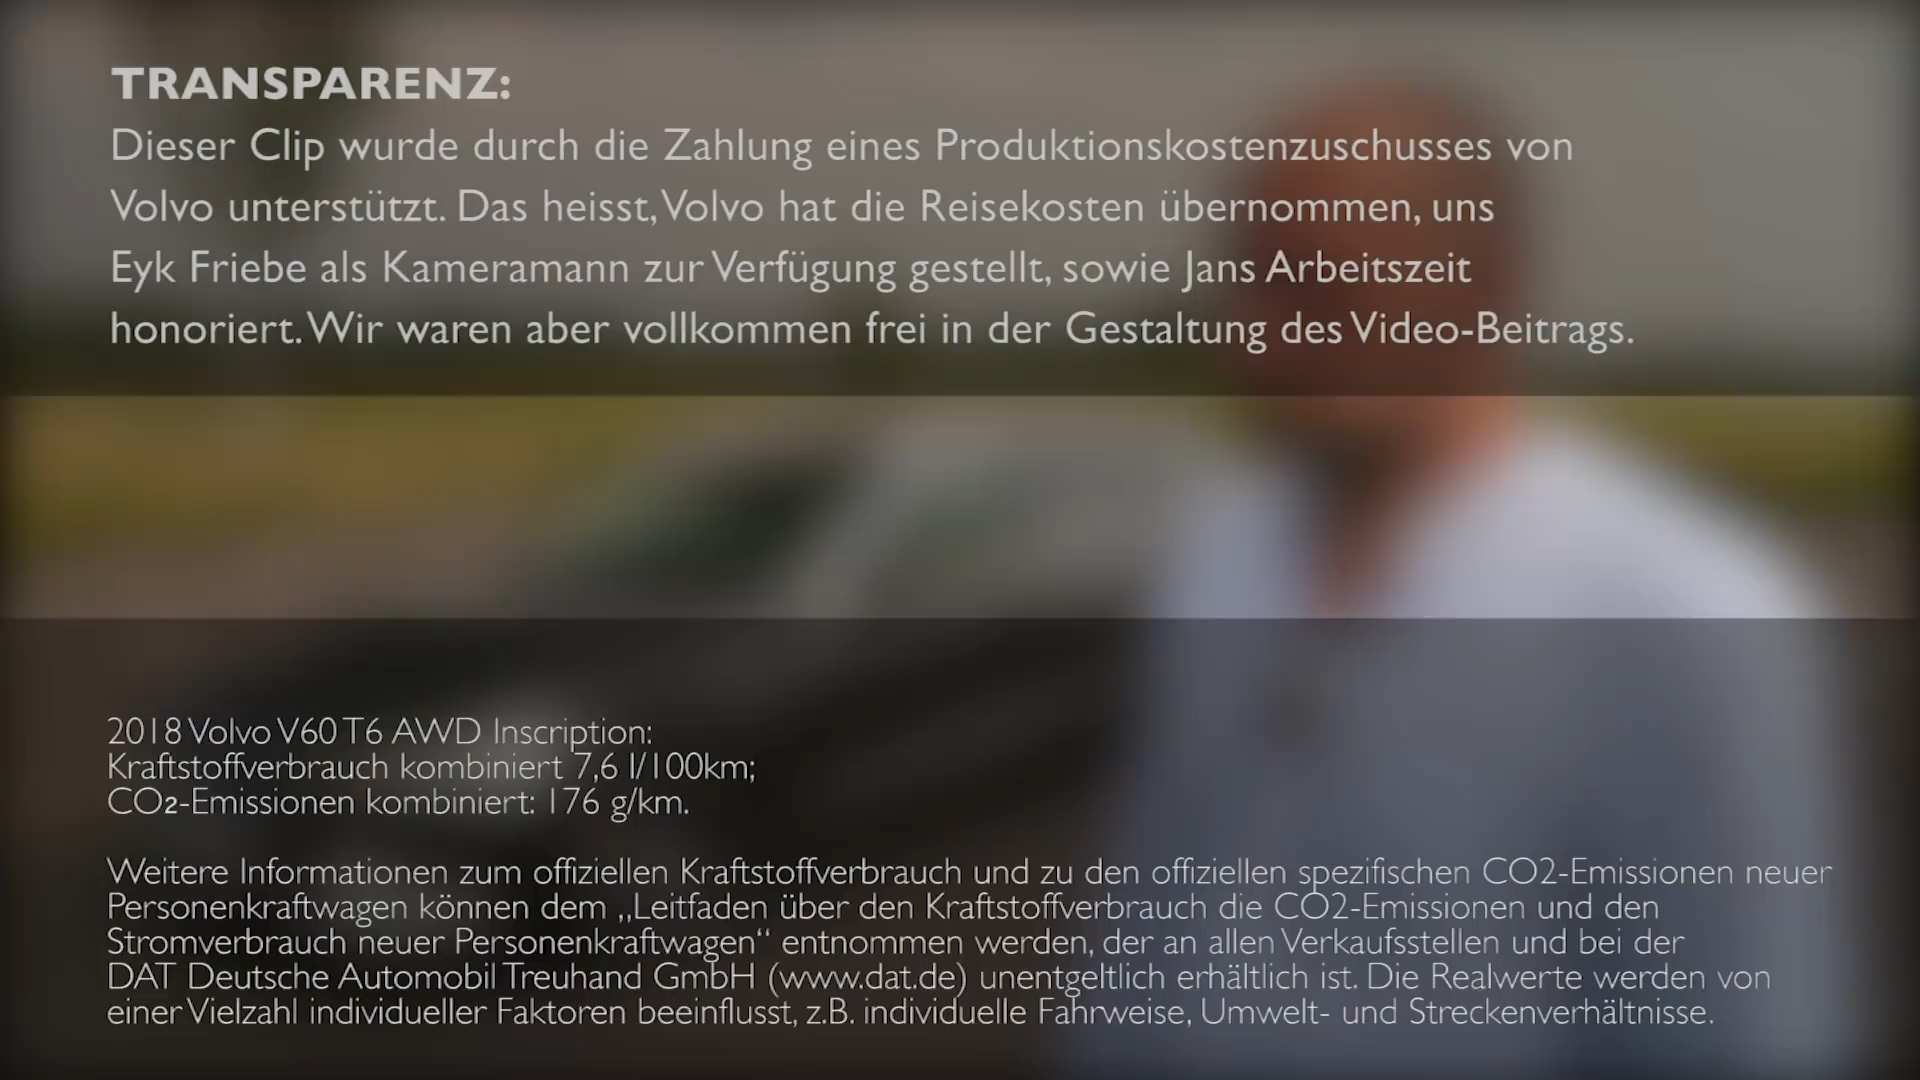 TRANSPARENZ:
Dieser Clip wurde durch die Zahlung eines Produktionskostenzuschusses von
Volvo unterstützt. Das heisst, Volvo hat die Reisekosten übernommen, uns
Eyk Friebe als Kameramann zur Verfügung gestellt, sowie Jans Arbeitszeit
honoriert. Wir waren aber vollkommen frei in der Gestaltung des Video-Beitrags.
2018 Volvo V60 T6 AWD Inscription:
Kraftstoffverbrauch kombiniert 7,6 l/100km;
CO₂-Emissionen kombiniert: 176 g/km.
Weitere Informationen zum offiziellen Kraftstoffverbrauch und zu den offiziellen spezifischen CO2-Emissionen neuer
Personenkraftwagen können dem „Leitfaden über den Kraftstoffverbrauch die CO2-Emissionen und den
Stromverbrauch neuer Personenkraftwagen“ entnommen werden, der an allen Verkaufsstellen und bei der
DAT Deutsche Automobil Treuhand GmbH (www.dat.de) unentgeltlich erhältlich ist. Die Realwerte werden von
einer Vielzahl individueller Faktoren beeinflusst, z.B. individuelle Fahrweise, Umwelt- und Streckenverhältnisse.